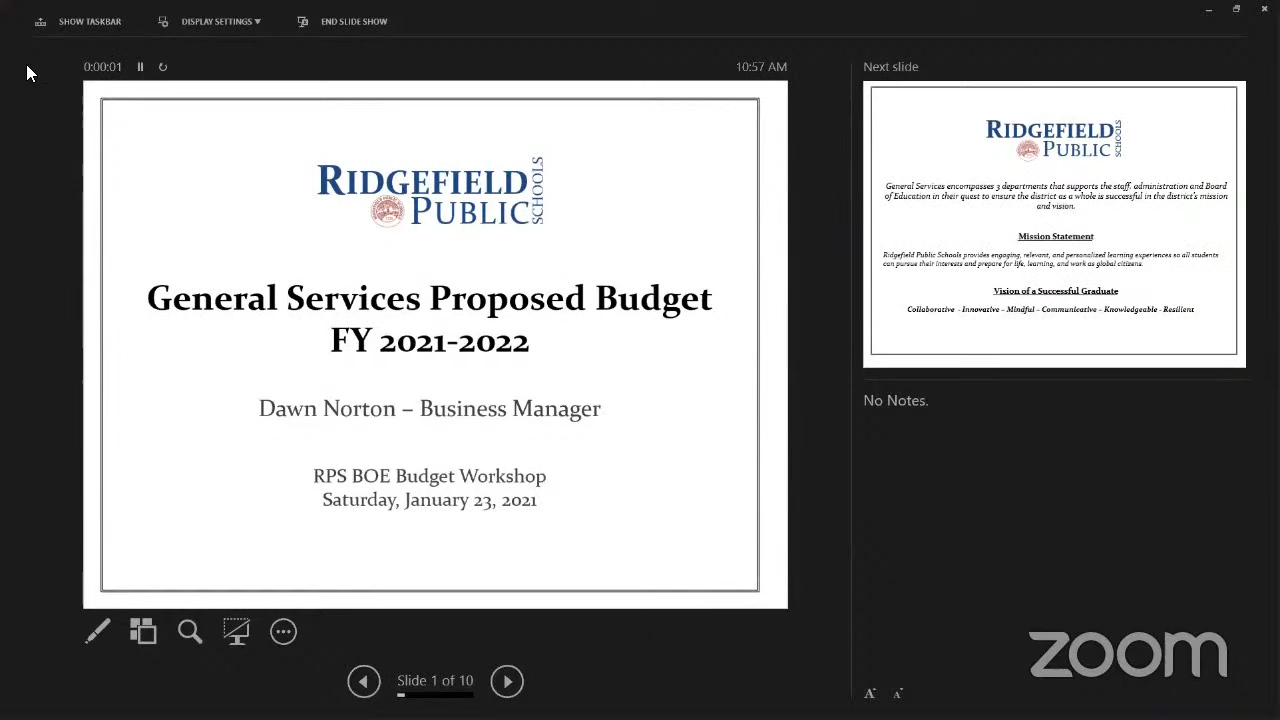 SHOW TASKBAR
DISPLAY SETTINGS ▼
END SLIDE SHOW
0:00:01
10:57 AM
RIDGEFIELD
PUBLIC
SCHOOLS
General Services Proposed Budget
FY 2021-2022
Dawn Norton – Business Manager
RPS BOE Budget Workshop
Saturday, January 23, 2021
Slide 1 of 10
Next slide
RIDGEFIELD
PUBLIC
SCHOOLS
General Services encompasses 3 departments that supports the staff, administration and Board
of Education in their quest to ensure the district as a whole is successful in the district's mission
and vision.
Mission Statement
Ridgefield Public Schools provides engaging, relevant, and personalized learning experiences so all students
can pursue their interests and prepare for life, learning, and work as global citizens.
Vision of a Successful Graduate
Collaborative - Innovative – Mindful – Communicative – Knowledgeable - Resilient
No Notes.
zoom
A A